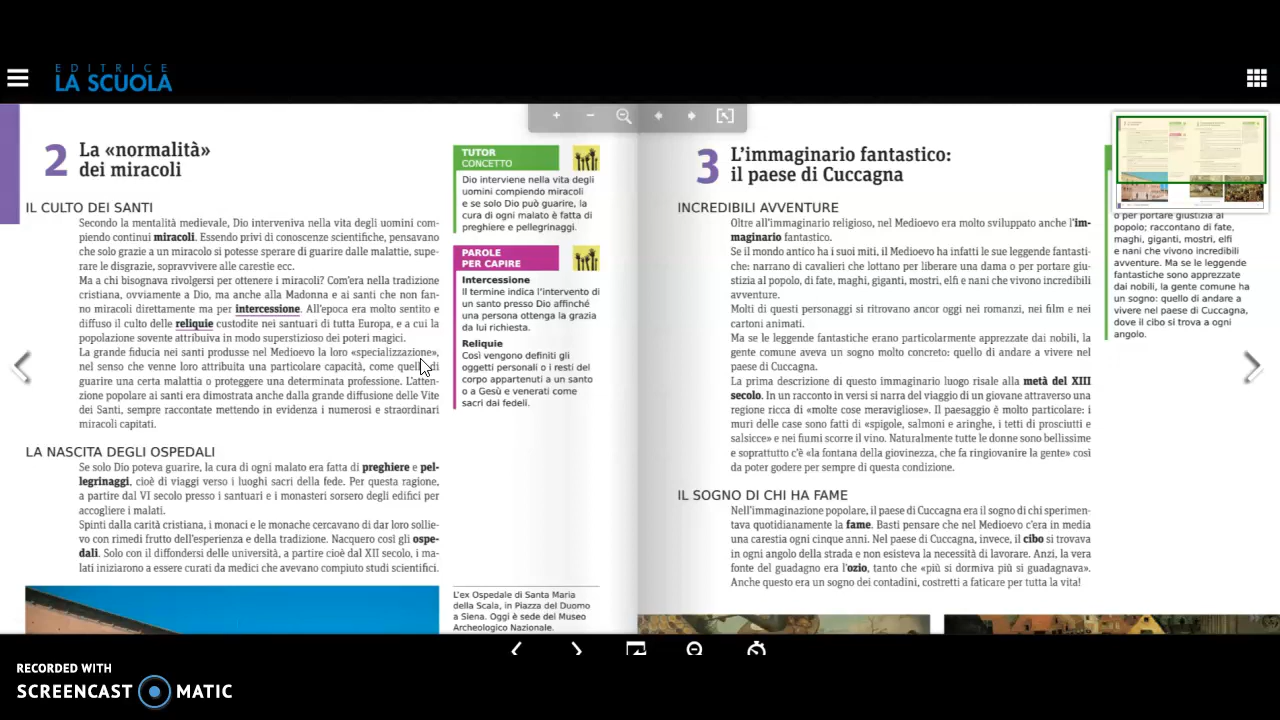 EDITRICE
LA SCUOLA
2 La «normalità»
dei miracoli
IL CULTO DEI SANTI
Secondo la mentalità medievale, Dio interveniva nella vita degli uomini com-
piendo continui miracoli. Essendo privi di conoscenze scientifiche, pensavano
che solo grazie a un miracolo si potesse sperare di guarire dalle malattie, supe-
rare le disgrazie, sopravvivere alle carestie ecc.
Ma a chi bisognava rivolgersi per ottenere i miracoli? Com'era nella tradizione
cristiana, ovviamente a Dio, ma anche alla Madonna e ai santi che non fan-
no miracoli direttamente ma per intercessione. All'epoca era molto sentito e
diffuso il culto delle reliquie custodite nei santuari di tutta Europa, e a cui la
popolazione sovente attribuiva in modo superstizioso dei poteri magici.
La grande fiducia nei santi produsse nel Medioevo la loro «specializzazione»,
nel senso che venne loro attribuita una particolare capacità, come quella di
guarire una certa malattia o proteggere una determinata professione. L'atten-
zione popolare ai santi era dimostrata anche dalla grande diffusione delle Vite
dei Santi, sempre raccontate mettendo in evidenza i numerosi e straordinari
miracoli capitati.
LA NASCITA DEGLI OSPEDALI
Se solo Dio poteva guarire, la cura di ogni malato era fatta di preghiere e pel-
legrinaggi, cioè di viaggi verso i luoghi sacri della fede. Per questa ragione,
a partire dal VI secolo presso i santuari e i monasteri sorsero degli edifici per
accogliere i malati.
Spinti dalla carità cristiana, i monaci e le monache cercavano di dar loro sollie-
vo con rimedi frutto dell'esperienza e della tradizione. Nacquero così gli ospe-
dali. Solo con il diffondersi delle università, a partire cioè dal XII secolo, i ma-
lati iniziarono a essere curati da medici che avevano compiuto studi scientifici.
TUTOR
CONCETTO
Dio interviene nella vita degli
uomini compiendo miracoli
e se solo Dio può guarire, la
cura di ogni malato è fatta di
preghiere e pellegrinaggi.
PAROLE
PER CAPIRE
Intercessione
Il termine indica l'intervento di
un santo presso Dio affinché
una persona ottenga la grazia
da lui richiesta.
Reliquie
Così vengono definiti gli
oggetti personali o i resti del
corpo appartenuti a un santo
o a Gesù e venerati come
sacri dai fedeli.
L'ex Ospedale di Santa Maria
della Scala, in Piazza del Duomo
a Siena. Oggi è sede del Museo
Archeologico Nazionale.
3 L'immaginario fantastico:
il paese di Cuccagna
INCREDIBILI AVVENTURE
Oltre all'immaginario religioso, nel Medioevo era molto sviluppato anche l'im-
maginario fantastico.
Se il mondo antico ha i suoi miti, il Medioevo ha infatti le sue leggende fantasti-
che: narrano di cavalieri che lottano per liberare una dama o per portare giu-
stizia al popolo, di fate, maghi, giganti, mostri, elfi e nani che vivono incredibili
avventure.
Molti di questi personaggi si ritrovano ancor oggi nei romanzi, nei film e nei
cartoni animati.
Ma se le leggende fantastiche erano particolarmente apprezzate dai nobili, la
gente comune aveva un sogno molto concreto: quello di andare a vivere nel
paese di Cuccagna.
La prima descrizione di questo immaginario luogo risale alla metà del XIII
secolo. In un racconto in versi si narra del viaggio di un giovane attraverso una
regione ricca di «molte cose meravigliose». Il paesaggio è molto particolare: i
muri delle case sono fatti di «spigole, salmoni e aringhe, i tetti di prosciutti e
salsicce» e nei fiumi scorre il vino. Naturalmente tutte le donne sono bellissime
e soprattutto c'è «la fontana della giovinezza, che fa ringiovanire la gente» così
da poter godere per sempre di questa condizione.
IL SOGNO DI CHI HA FAME
Nell'immaginazione popolare, il paese di Cuccagna era il sogno di chi sperimen-
tava quotidianamente la fame. Basti pensare che nel Medioevo c'era in media
una carestia ogni cinque anni. Nel paese di Cuccagna, invece, il cibo si trovava
in ogni angolo della strada e non esisteva la necessità di lavorare. Anzi, la vera
fonte del guadagno era l'ozio, tanto che «più si dormiva più si guadagnava».
Anche questo era un sogno dei contadini, costretti a faticare per tutta la vita!
o per portare giustizia al
popolo; raccontano di fate,
maghi, giganti, mostri, elfi
e nani che vivono incredibili
avventure. Ma se le leggende
fantastiche sono apprezzate
dai nobili, la gente comune ha
un sogno: quello di andare a
vivere nel paese di Cuccagna,
dove il cibo si trova a ogni
angolo.
RECORDED WITH
SCREENCAST MATIC